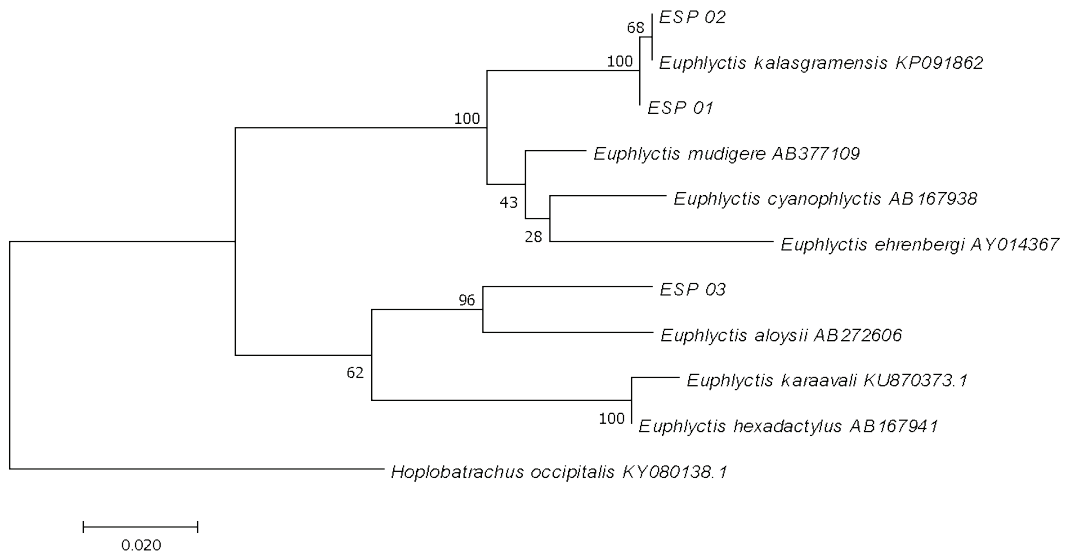 ESP 02
68
Euphlyctis kalasgramensis KP091862
100
ESP 01
100
Euphlyctis mudigere AB377109
Euphlyctis cyanophlyctis AB167938
43
28
Euphlyctis ehrenbergi AY014367
ESP 03
96
Euphlyctis aloysii AB272606
62
Euphlyctis karaavali KU870373.1
100
Euphlyctis hexadactylus AB167941
Hoplobatrachus occipitalis KY080138.1
0.020